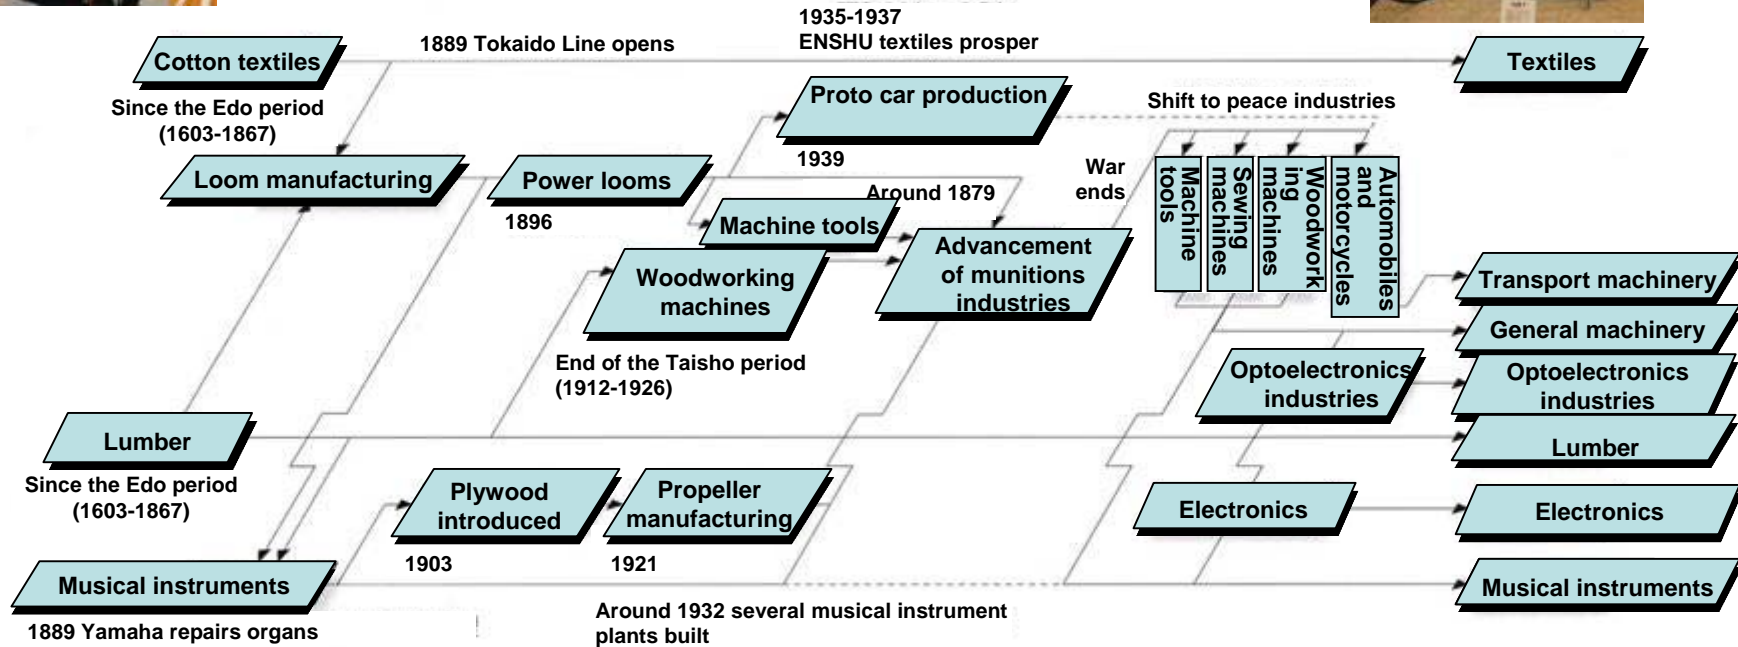 1935-1937
ENSHU textiles prosper
1889 Tokaido Line opens
Cotton textiles
Textiles
Since the Edo period
(1603-1867)
Proto car production
1939
Shift to peace industries
Loom manufacturing
Power looms
1896
Around 1879
War
ends
Machine
tools
Sewing
machines
Woodwork
ing
machines
Automobiles
and
motorcycles
Machine tools
Advancement
of munitions
industries
Woodworking
machines
End of the Taisho period
(1912-1926)
Transport machinery
General machinery
Optoelectronics
industries
Optoelectronics
industries
Lumber
Since the Edo period
(1603-1867)
Lumber
Plywood
introduced
1903
Propeller
manufacturing
1921
Electronics
Electronics
Musical instruments
1889 Yamaha repairs organs
Around 1932 several musical instrument
plants built
Musical instruments